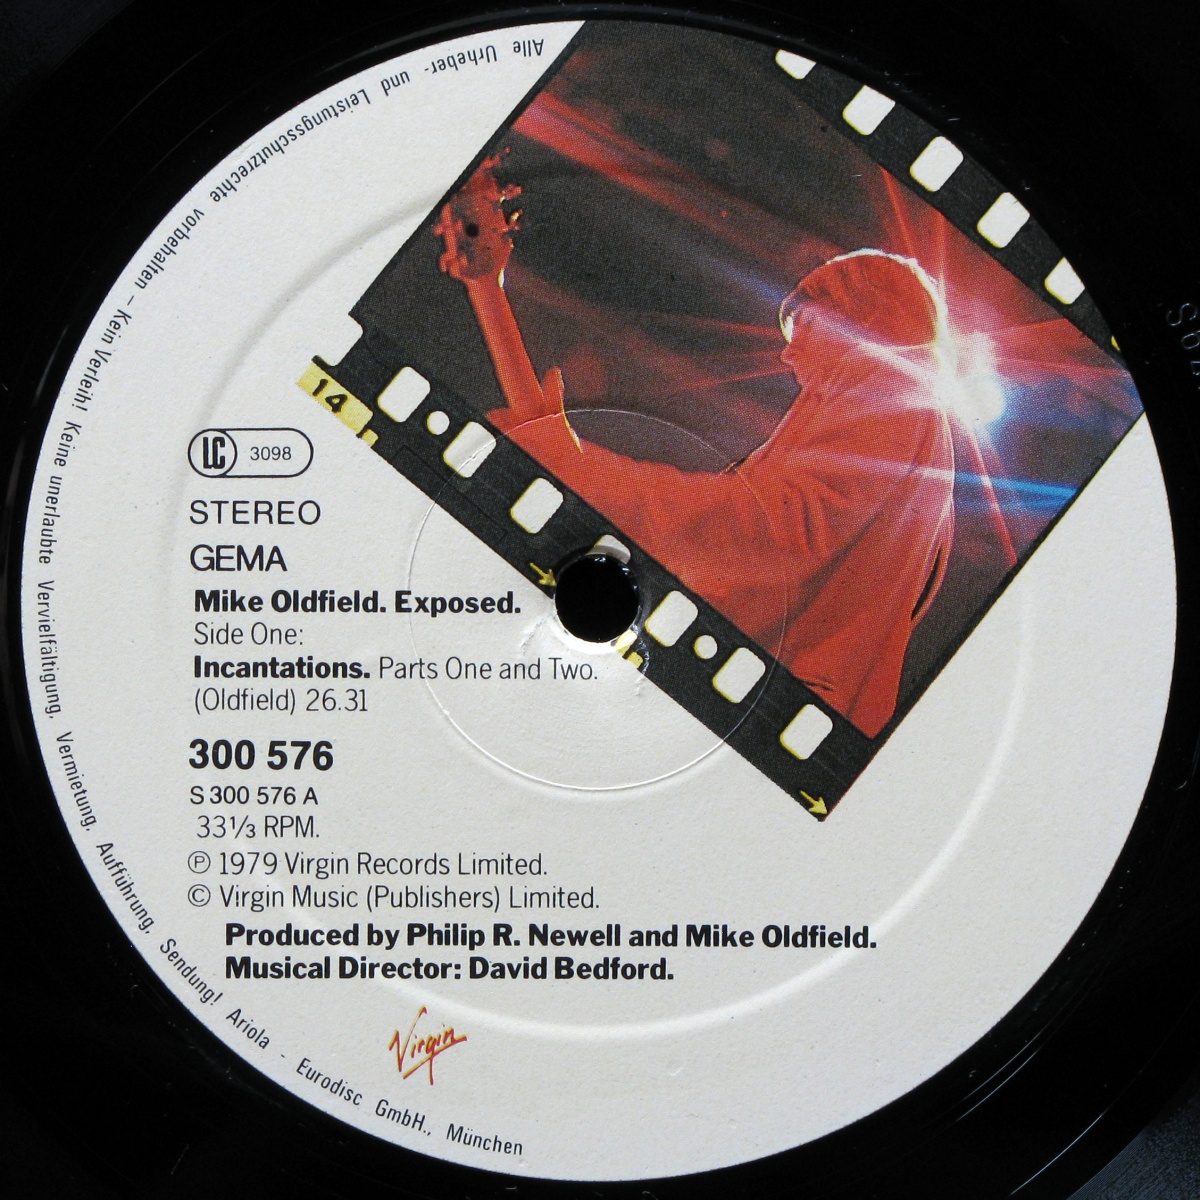 Alle Urheber- und Leistungsschutzrechte vorbehalten – Kein Verleih! Keine unerlaubte Vervielfältigung, Vermietung, Aufführung, Sendung! Ariola - Eurodisc GmbH., München
14
LC 3098
STEREO
GEMA
Mike Oldfield. Exposed.
Side One:
Incantations. Parts One and Two.
(Oldfield) 26.31
300 576
S 300 576 A
33⅓ RPM.
Ⓟ 1979 Virgin Records Limited.
© Virgin Music (Publishers) Limited.
Produced by Philip R. Newell and Mike Oldfield.
Musical Director: David Bedford.
Virgin